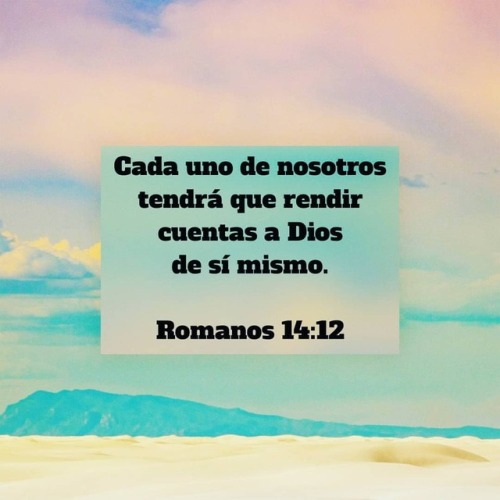 Cada uno de nosotros
tendrá que rendir
cuentas a Dios
de sí mismo.
Romanos 14:12